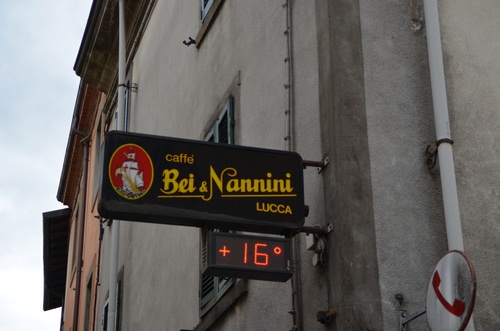 caffè
Bei & Nannini
LUCCA
+16°